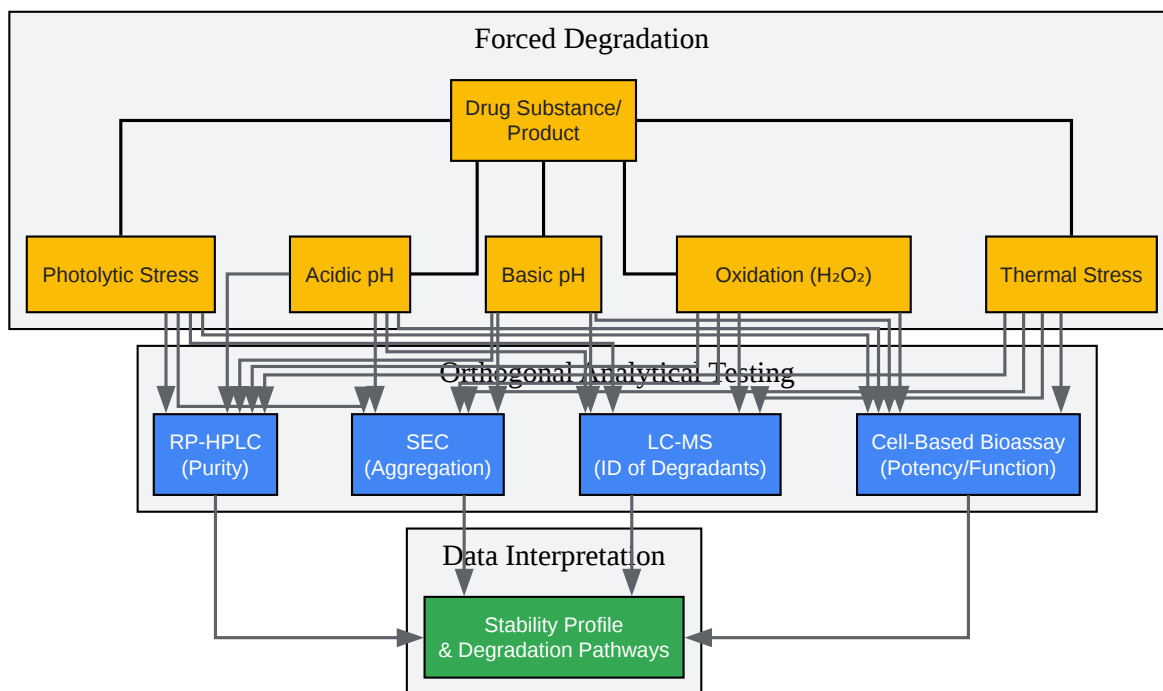 Forced Degradation
Drug Substance/
Product
Photolytic Stress
Acidic pH
Basic pH
Oxidation (H₂O₂)
Thermal Stress
Orthogonal Analytical Testing
RP-HPLC
(Purity)
SEC
(Aggregation)
LC-MS
(ID of Degradants)
Cell-Based Bioassay
(Potency/Function)
Data Interpretation
Stability Profile
& Degradation Pathways